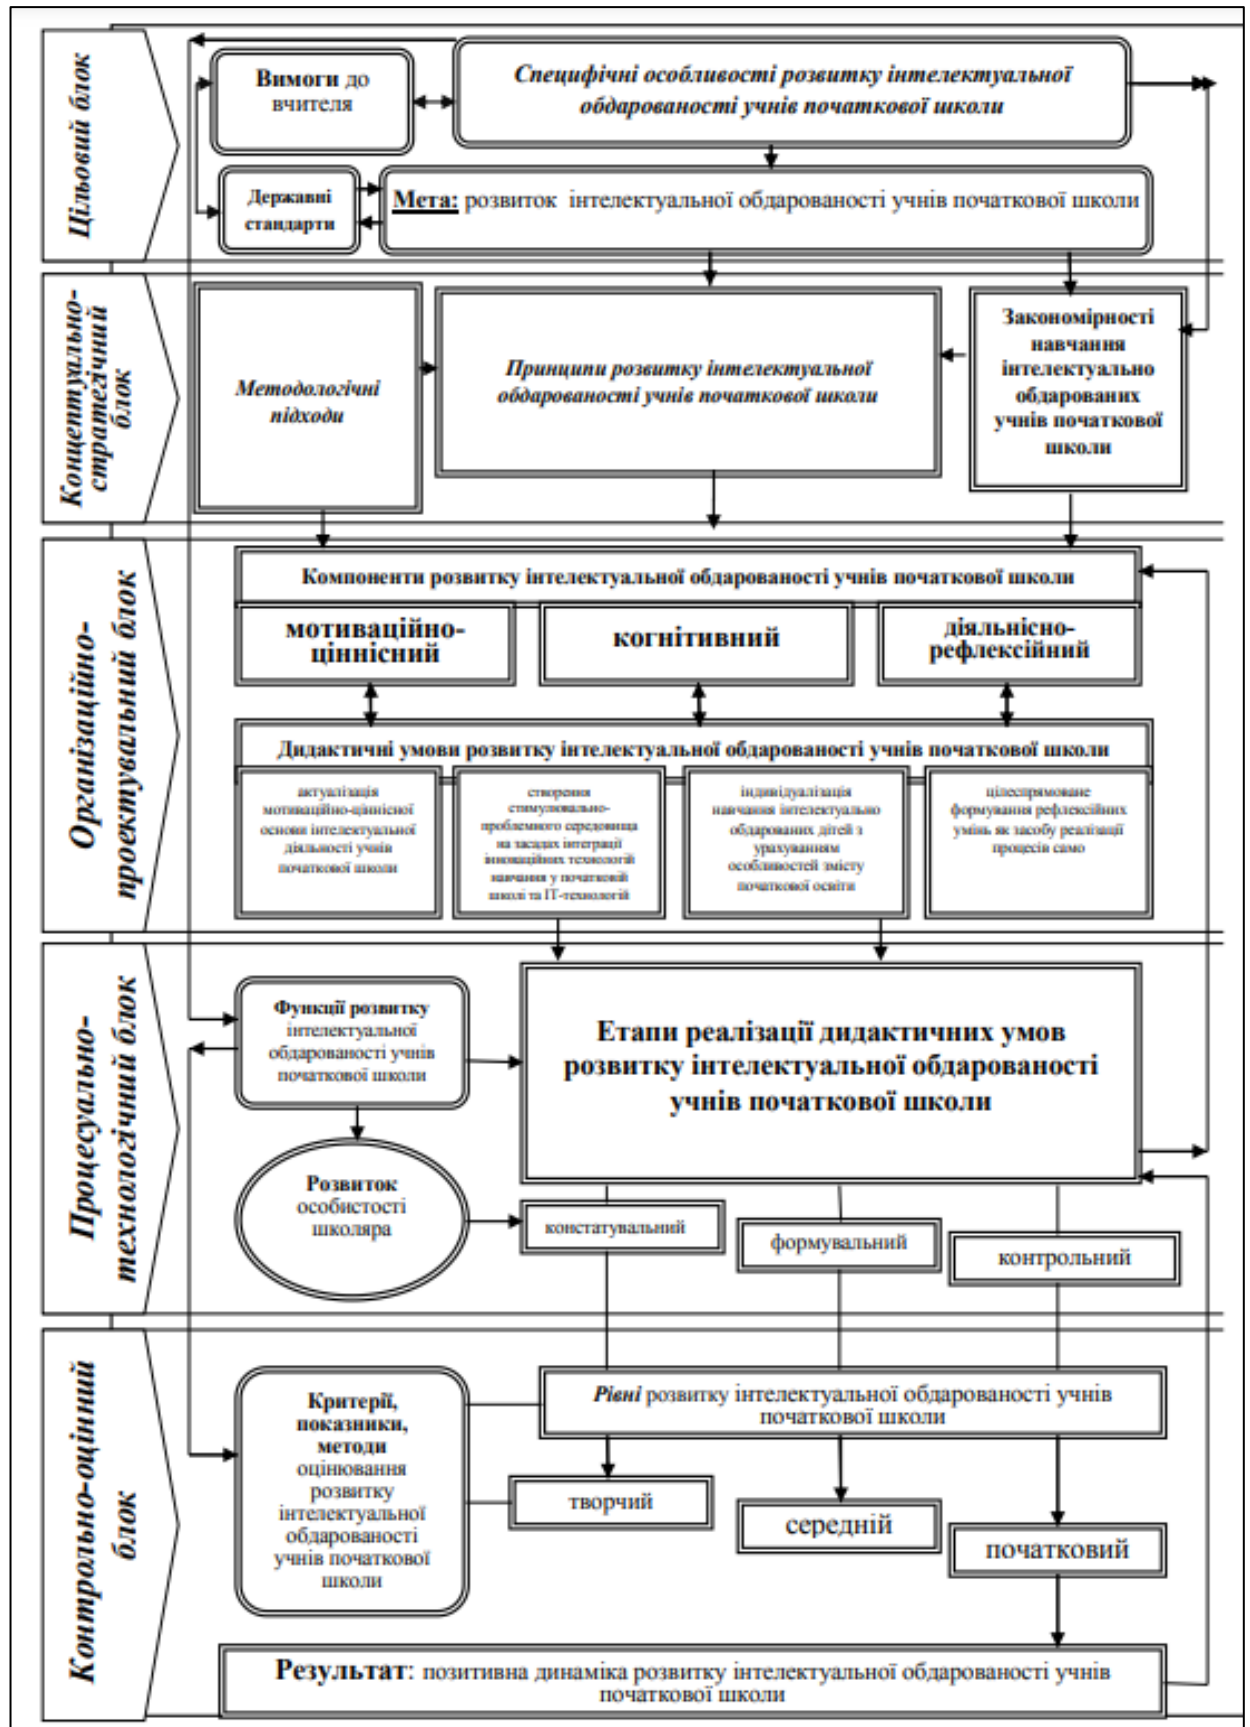 Цільовий блок
Вимоги до
вчителя
Специфічні особливості розвитку інтелектуальної
обдарованості учнів початкової школи
Державні
стандарти
Мета: розвиток інтелектуальної обдарованості учнів початкової школи
Концептуально-
стратегічний
блок
Методологічні
підходи
Принципи розвитку інтелектуальної
обдарованості учнів початкової школи
Закономірності
навчання
інтелектуально
обдарованих
учнів початкової
школи
Організаційно-
проектувальний блок
Компоненти розвитку інтелектуальної обдарованості учнів початкової школи
мотиваційно-
ціннісний
когнітивний
діяльнісно-
рефлексійний
Дидактичні умови розвитку інтелектуальної обдарованості учнів початкової школи
актуалізація
мотиваційно-ціннісної
основи інтелектуальної
діяльності учнів
початкової школи
створення
стимулювально-
проблемного середовища
на засадах інтеграції
інноваційних технологій
навчання у початковій
школі та ІТ-технологій
індивідуалізація
навчання інтелектуально
обдарованих дітей з
урахуванням
особливостей змісту
початкової освіти
цілеспрямоване
формування рефлексійних
умінь як засобу реалізації
процесів само
Процесуально-
технологічний блок
Функції розвитку
інтелектуальної
обдарованості учнів
початкової школи
Етапи реалізації дидактичних умов
розвитку інтелектуальної обдарованості
учнів початкової школи
Розвиток
особистості
школяра
констатувальний
формувальний
контрольний
Контрольно-оцінний
блок
Критерії,
показники,
методи
оцінювання
розвитку
інтелектуальної
обдарованості
учнів початкової
школи
Рівні розвитку інтелектуальної обдарованості учнів
початкової школи
творчий
середній
початковий
Результат: позитивна динаміка розвитку інтелектуальної обдарованості учнів
початкової школи